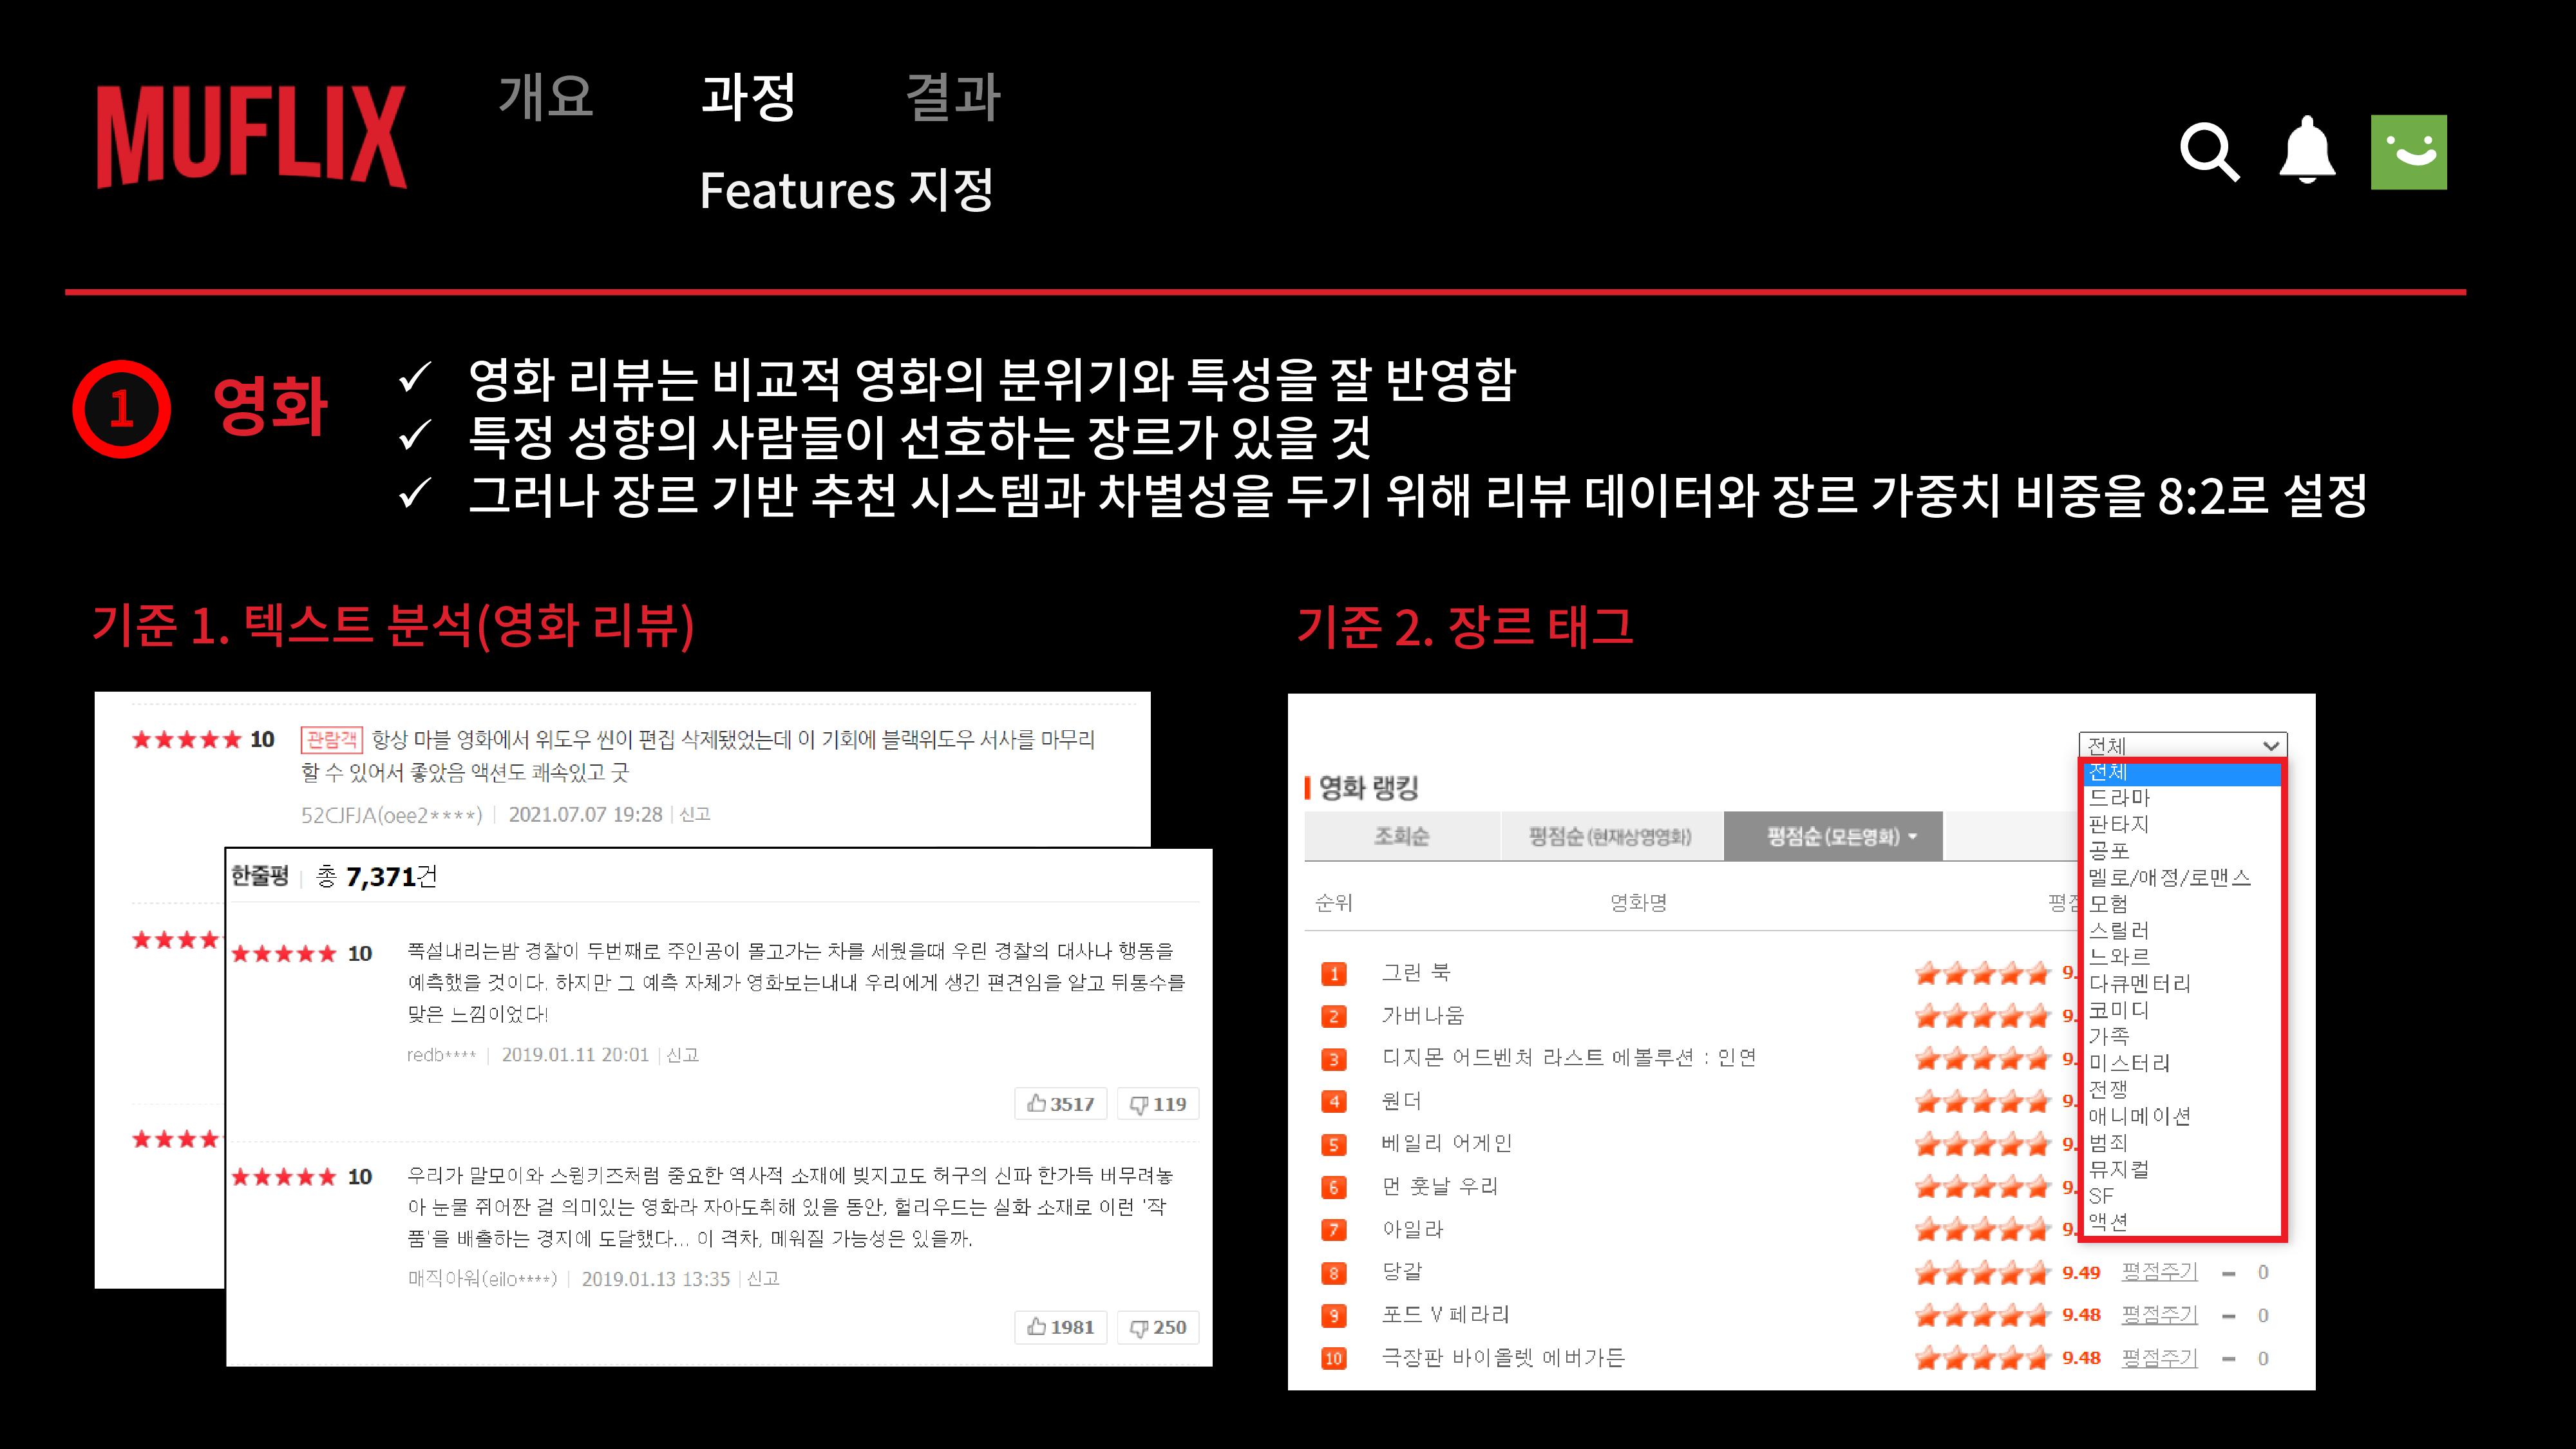 MUFLIX
개요 과정 결과
Features 지정
1 영화
✓ 영화 리뷰는 비교적 영화의 분위기와 특성을 잘 반영함
✓ 특정 성향의 사람들이 선호하는 장르가 있을 것
✓ 그러나 장르 기반 추천 시스템과 차별성을 두기 위해 리뷰 데이터와 장르 가중치 비중을 8:2로 설정
기준 1. 텍스트 분석(영화 리뷰)
★★★★★ 10 관람객 항상 마블 영화에서 위도우 씬이 편집 삭제됐었는데 이 기회에 블랙위도우 서사를 마무리
할 수 있어서 좋았음 액션도 쾌속있고 굿
52CJFJA(oee2****) | 2021.07.07 19:28 | 신고
한줄평 | 총 7,371건
★★★★★ 10 폭설내리는밤 경찰이 두번째로 주인공이 몰고가는 차를 세웠을때 우린 경찰의 대사나 행동을
예측했을 것이다. 하지만 그 예측 자체가 영화보는내내 우리에게 생긴 편견임을 알고 뒤통수를
맞은 느낌이었다!
redb**** | 2019.01.11 20:01 | 신고
3517 119
★★★★★ 10 우리가 말모이와 스윙키즈처럼 중요한 역사적 소재에 빚지고도 허구의 신파 한가득 버무려놓
아 눈물 쥐어짠 걸 의미있는 영화라 자아도취해 있을 동안, 헐리우드는 실화 소재로 이런 '작
품'을 배출하는 경지에 도달했다... 이 격차, 메워질 가능성은 있을까.
매직아워(eilo****) | 2019.01.13 13:35 | 신고
1981 250
기준 2. 장르 태그
전체
영화 랭킹
조회순 평점순 (현재상영영화) 평점순 (모든영화)
순위 영화명 평점
1 그린 북 9.
2 가버나움 9.
3 디지몬 어드벤처 라스트 에볼루션 : 인연 9.
4 원더 9.
5 베일리 어게인 9.
6 먼 훗날 우리 9.
7 아일라 9.
8 당갈 9.49 평점주기 0
9 포드 V 페라리 9.48 평점주기 0
10 극장판 바이올렛 에버가든 9.48 평점주기 0
전체
드라마
판타지
공포
멜로/애정/로맨스
모험
스릴러
느와르
다큐멘터리
코미디
가족
미스터리
전쟁
애니메이션
범죄
뮤지컬
SF
액션